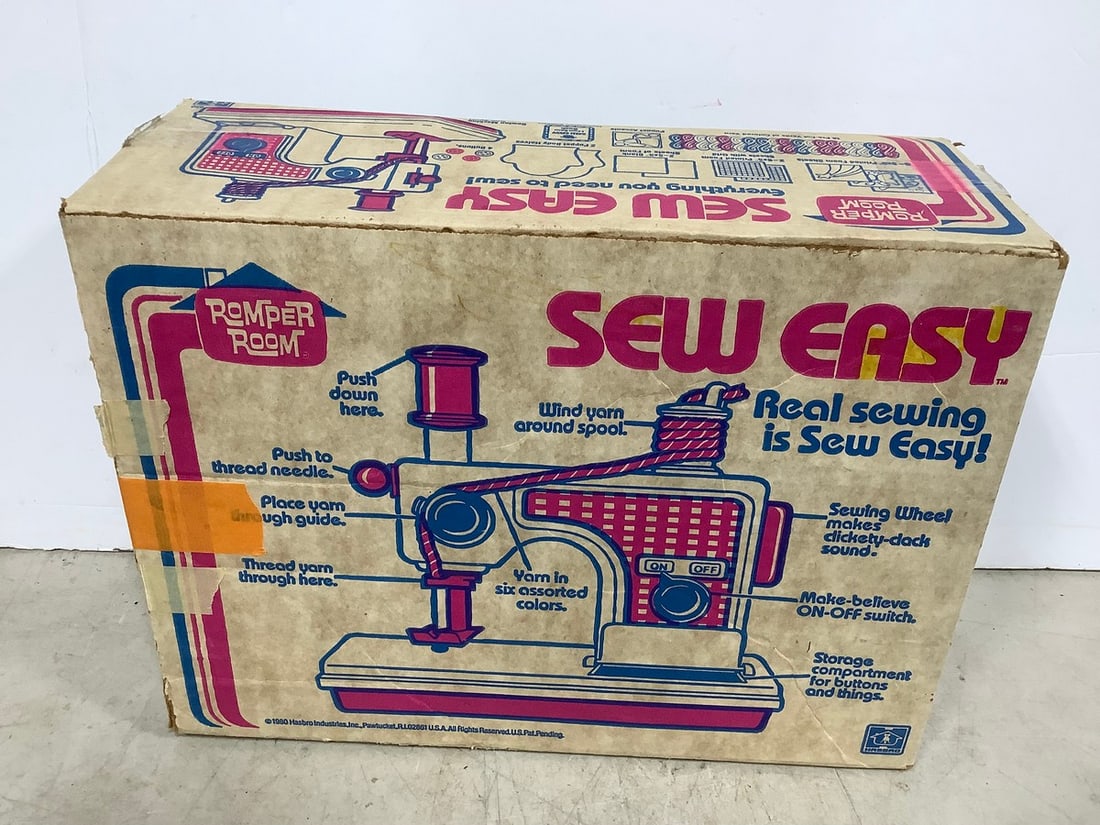 SEW EASY
Everything you need to sew!
ROMPER
ROOM
ROMPER
ROOM
SEW EASY™
Real sewing
is Sew Easy!
Push
down
here.
Wind yarn
around spool.
Push to
thread needle.
Place yarn
through guide.
Thread yarn
through here.
Yarn in
six assorted
colors.
ON OFF
Sewing Wheel
makes
clickety-clack
sound.
Make-believe
ON-OFF switch.
Storage
compartment
for buttons
and things.
© 1980 Hasbro Industries, Inc., Pawtucket, R.I. 02861 U.S.A. All Rights Reserved. U.S. Pat. Pending.